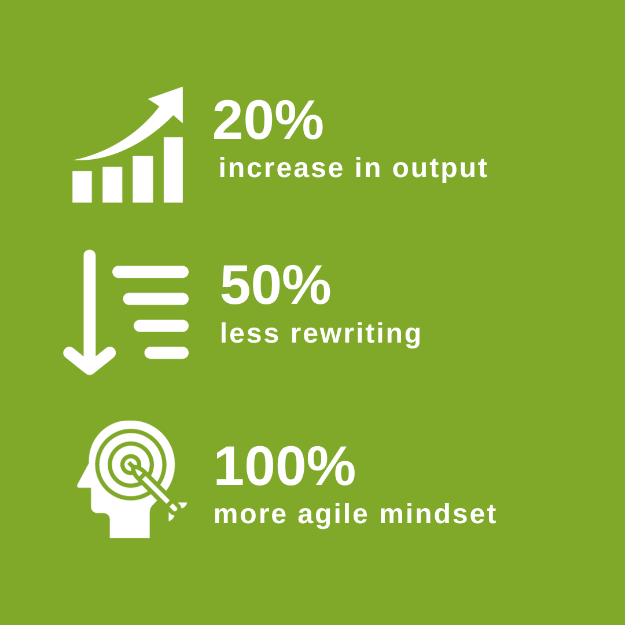 20%
increase in output
50%
less rewriting
100%
more agile mindset